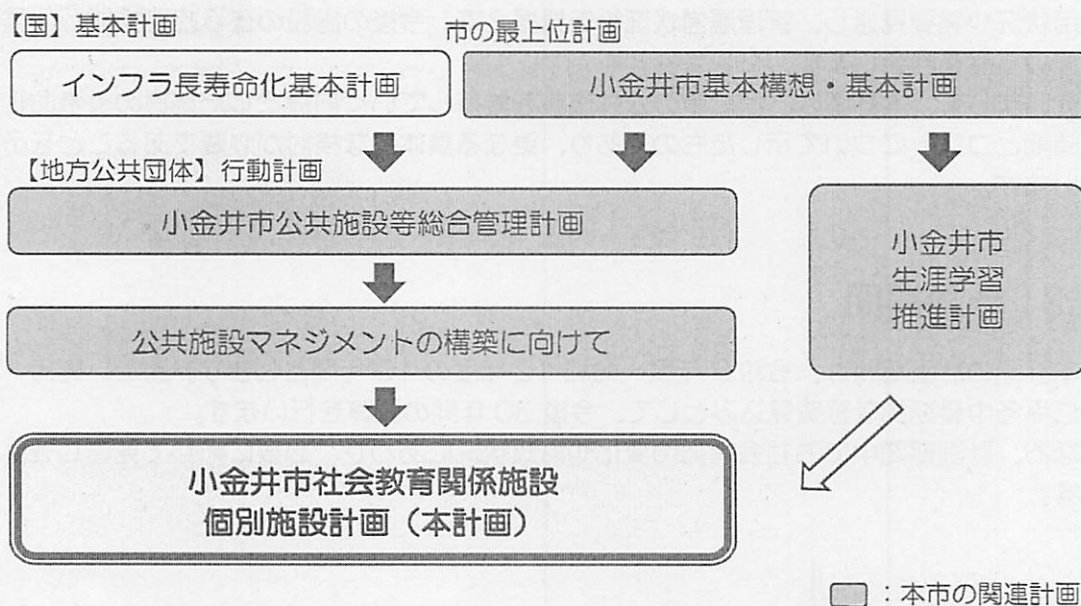 【国】基本計画
市の最上位計画
インフラ長寿命化基本計画
小金井市基本構想・基本計画
【地方公共団体】行動計画
小金井市公共施設等総合管理計画
小金井市
生涯学習
推進計画
公共施設マネジメントの構築に向けて
小金井市社会教育関係施設
個別施設計画(本計画)
:本市の関連計画